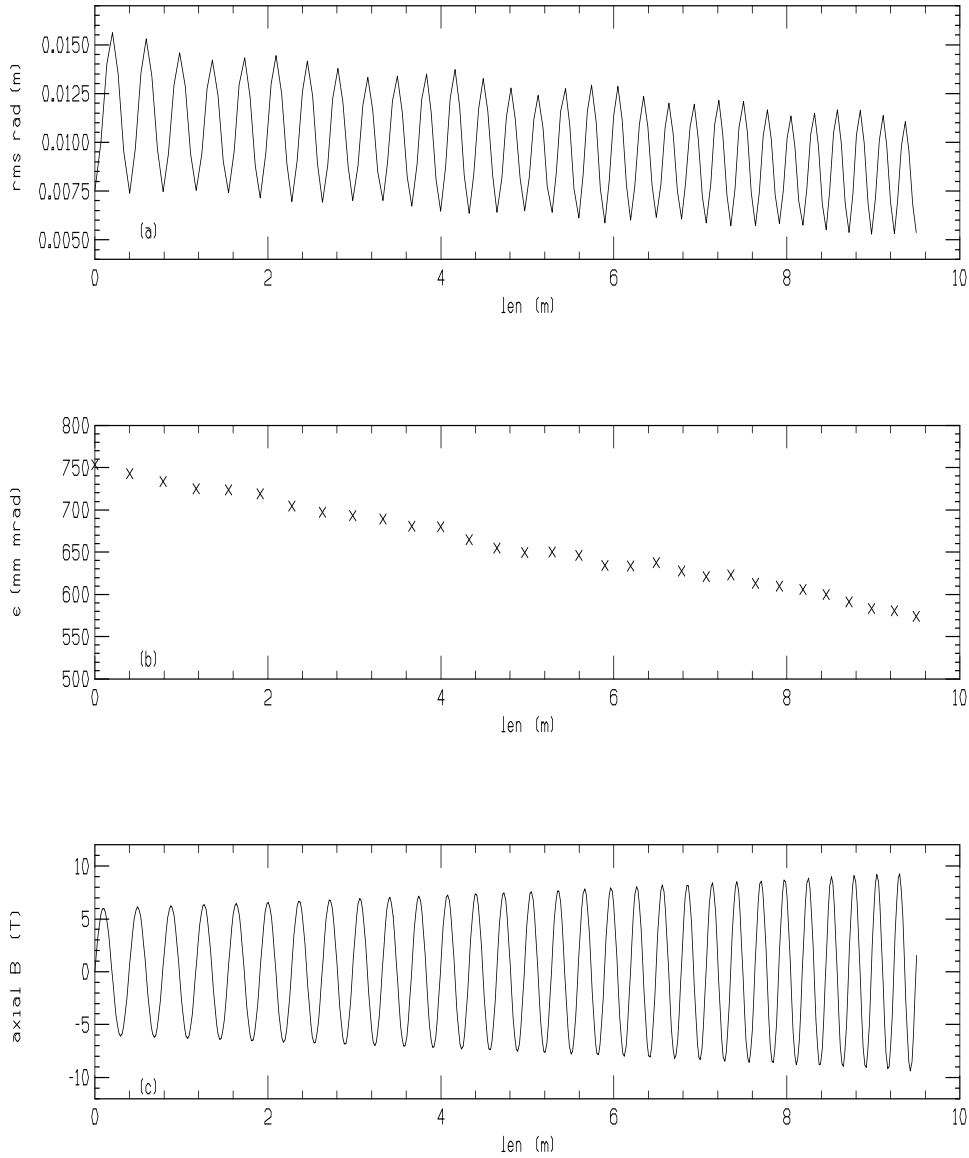 0.0150
0.0125
0.0100
0.0075
0.0050
rms rad (m)
(a)
0 2 4 6 8 10
len (m)
800
750
700
650
600
550
500
ϵ (mm mrad)
(b)
0 2 4 6 8 10
len (m)
10
5
0
-5
-10
axial B (T)
(c)
0 2 4 6 8 10
len (m)